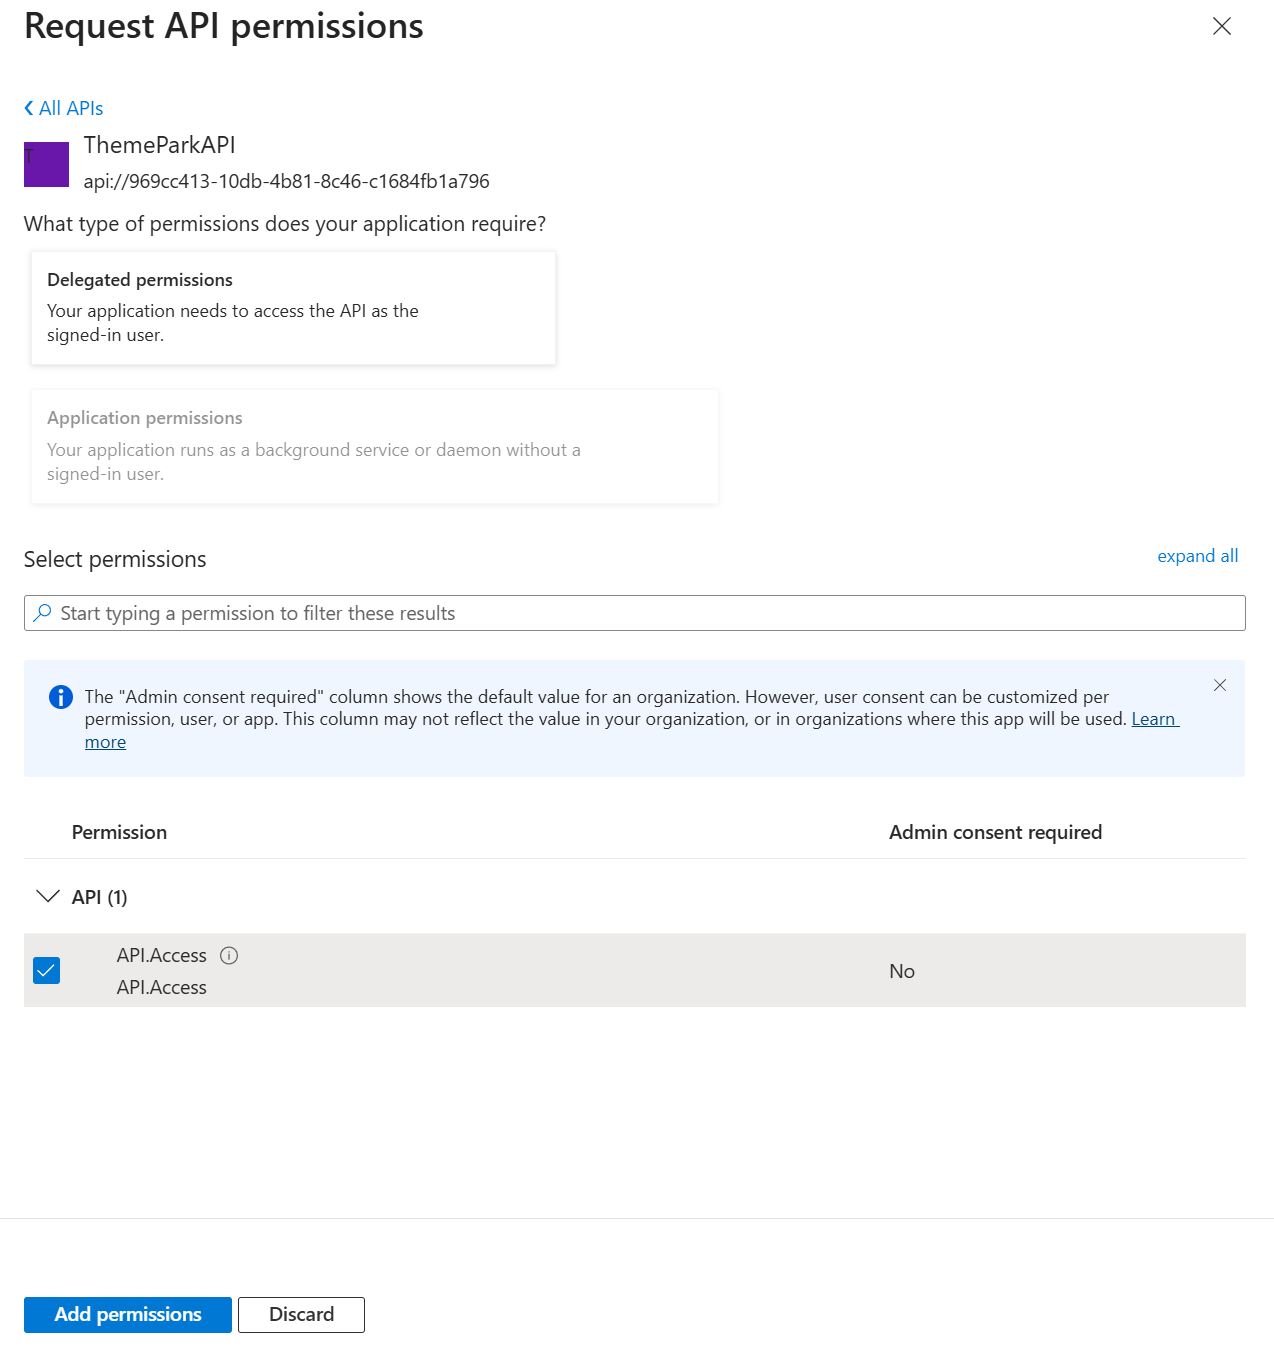 Request API permissions
All APIs
T
ThemeParkAPI
api://969cc413-10db-4b81-8c46-c1684fb1a796
What type of permissions does your application require?
Delegated permissions
Your application needs to access the API as the
signed-in user.
Application permissions
Your application runs as a background service or daemon without a
signed-in user.
Select permissions
expand all
Start typing a permission to filter these results
The "Admin consent required" column shows the default value for an organization. However, user consent can be customized per
permission, user, or app. This column may not reflect the value in your organization, or in organizations where this app will be used. Learn
more
Permission
Admin consent required
API (1)
API.Access
API.Access
No
Add permissions
Discard